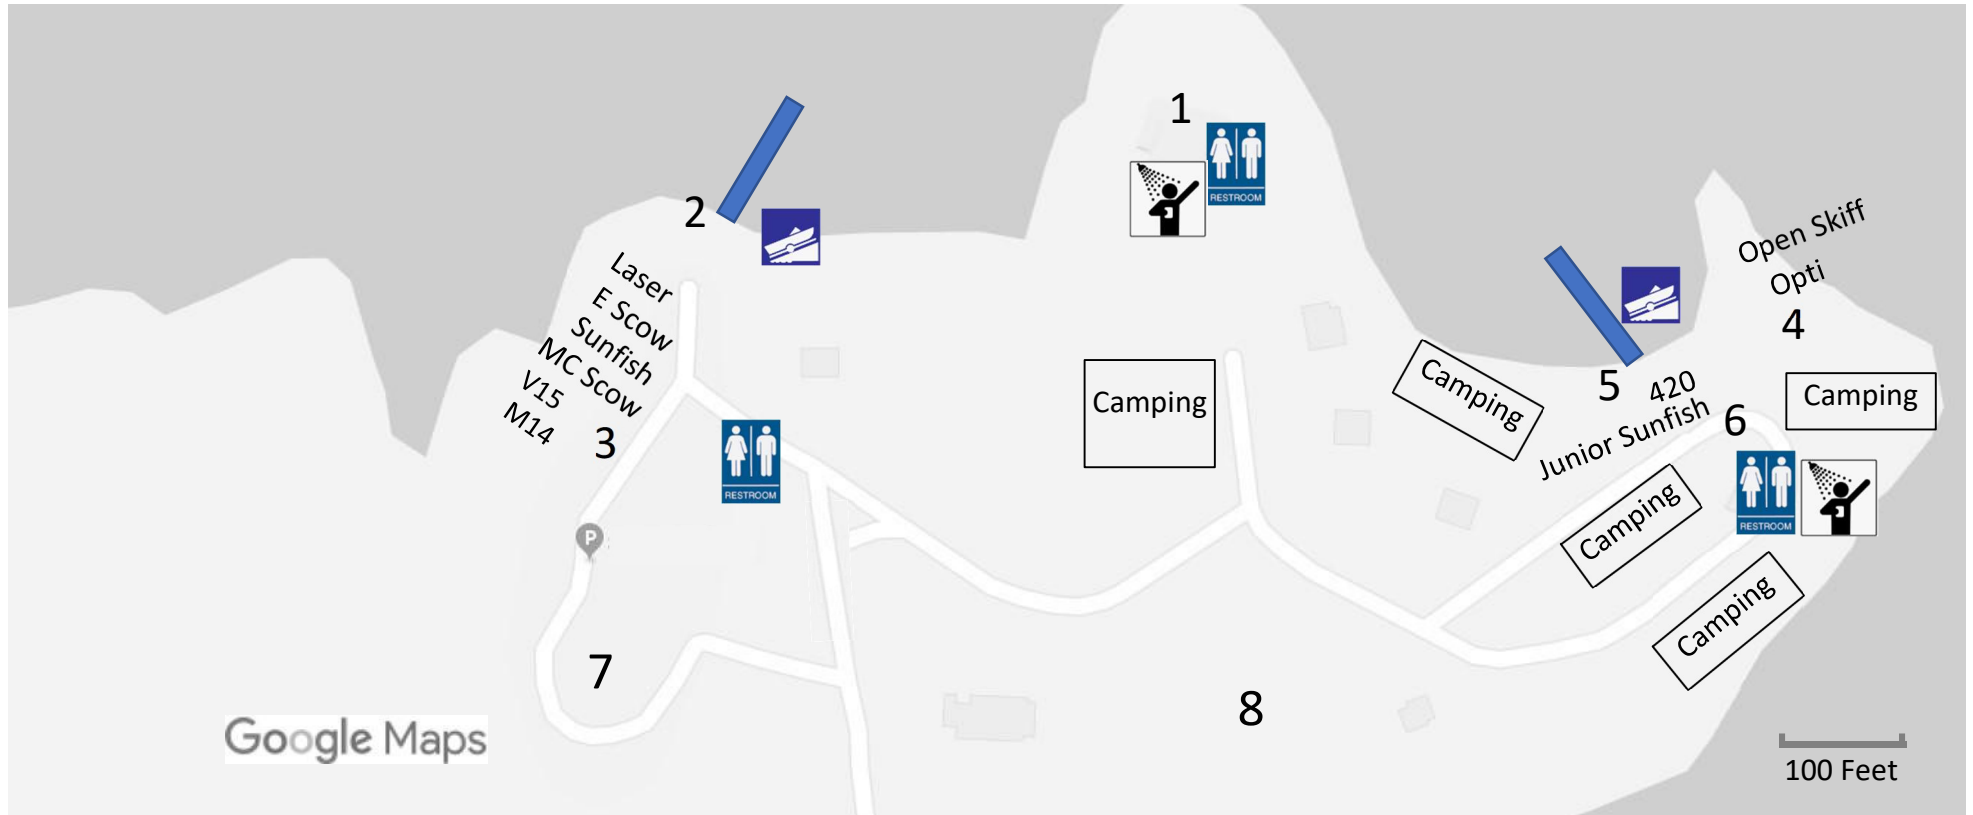 1
RESTROOM
2
Laser
E Scow
Sunfish
MC Scow
V15
M14
3
RESTROOM
P
7
Google Maps
Camping
Camping
Open Skiff
Opti
4
5
420
Junior Sunfish
6
Camping
RESTROOM
Camping
Camping
8
100 Feet